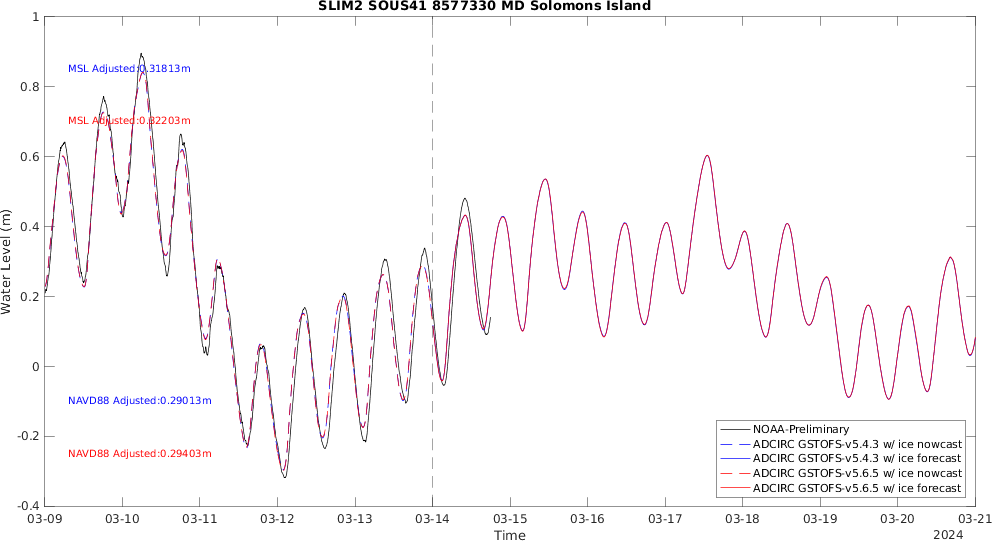 SLIM2 SOUS41 8577330 MD Solomons Island
Water Level (m)
1
0.8
0.6
0.4
0.2
0
-0.2
-0.4
MSL Adjusted:0.31813m
MSL Adjusted:0.32203m
NAVD88 Adjusted:0.29013m
NAVD88 Adjusted:0.29403m
NOAA-Preliminary
ADCIRC GSTOFS-v5.4.3 w/ ice nowcast
ADCIRC GSTOFS-v5.4.3 w/ ice forecast
ADCIRC GSTOFS-v5.6.5 w/ ice nowcast
ADCIRC GSTOFS-v5.6.5 w/ ice forecast
03-09 03-10 03-11 03-12 03-13 03-14 03-15 03-16 03-17 03-18 03-19 03-20 03-21
Time
2024